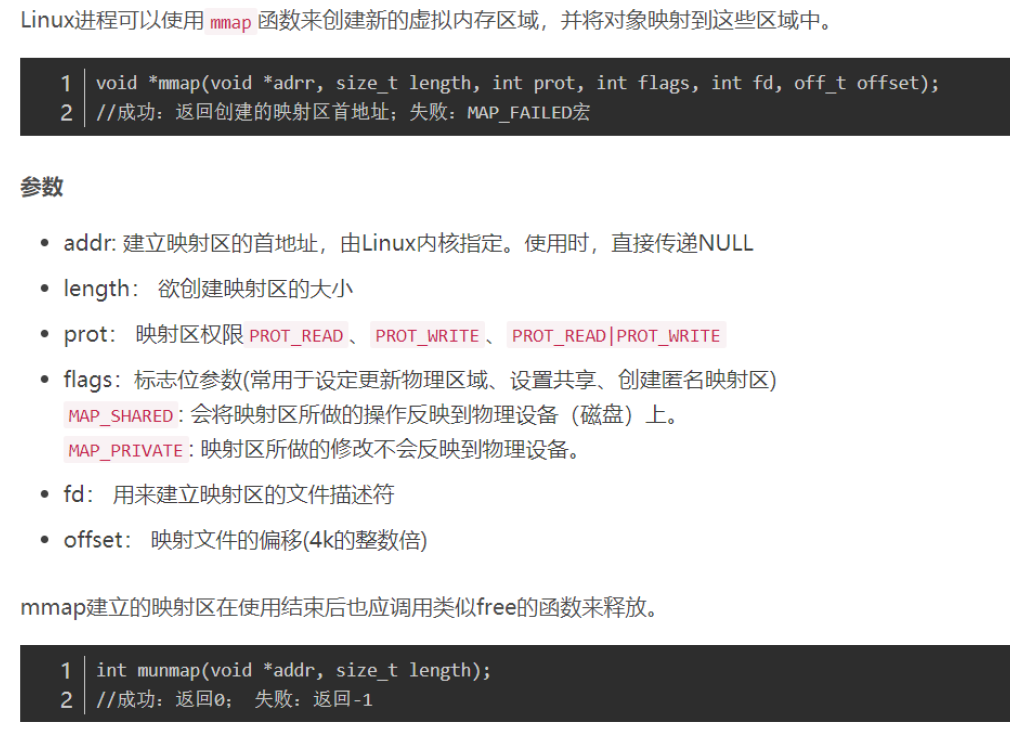 Linux进程可以使用 mmap 函数来创建新的虚拟内存区域，并将对象映射到这些区域中。
1 void *mmap(void *adrr, size_t length, int prot, int flags, int fd, off_t offset);
2 //成功：返回创建的映射区首地址；失败：MAP_FAILED宏
参数
• addr: 建立映射区的首地址，由Linux内核指定。使用时，直接传递NULL
• length： 欲创建映射区的大小
• prot： 映射区权限 PROT_READ 、 PROT_WRITE 、 PROT_READ|PROT_WRITE
• flags：标志位参数(常用于设定更新物理区域、设置共享、创建匿名映射区)
MAP_SHARED : 会将映射区所做的操作反映到物理设备（磁盘）上。
MAP_PRIVATE : 映射区所做的修改不会反映到物理设备。
• fd： 用来建立映射区的文件描述符
• offset： 映射文件的偏移(4k的整数倍)
mmap建立的映射区在使用结束后也应调用类似free的函数来释放。
1 int munmap(void *addr, size_t length);
2 //成功：返回0； 失败：返回-1